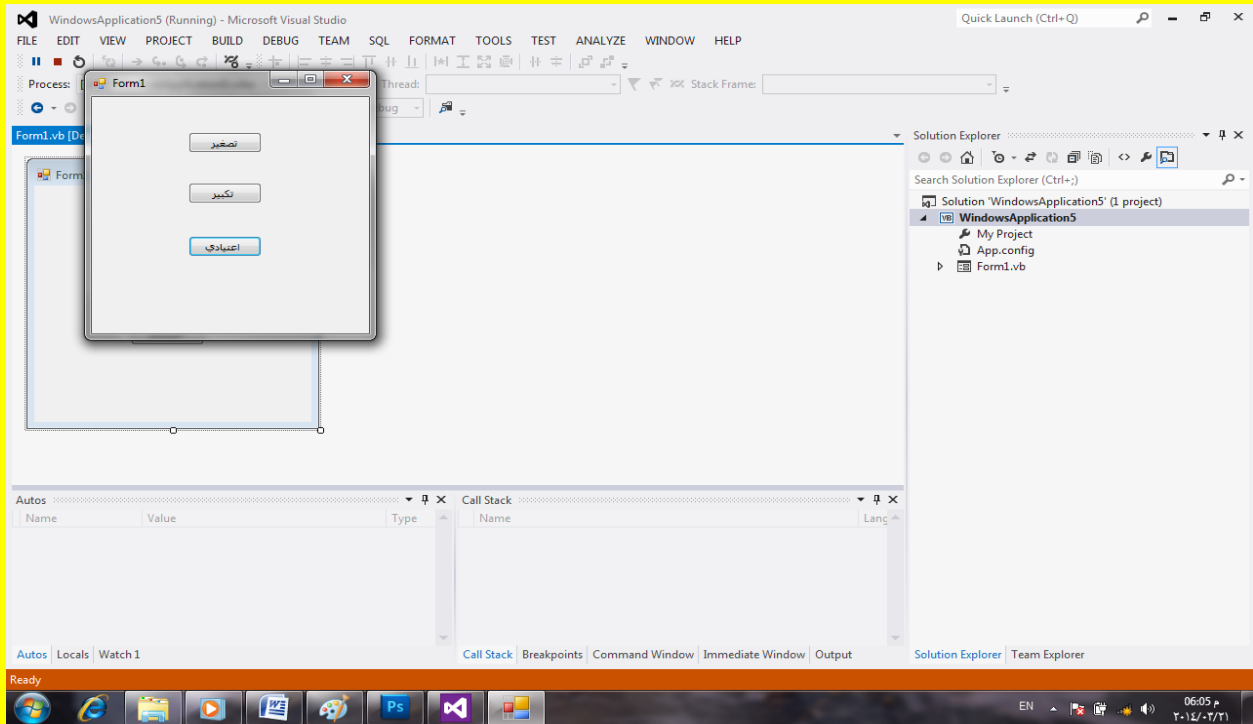 WindowsApplication5 (Running) - Microsoft Visual Studio
Quick Launch (Ctrl+Q)
FILE EDIT VIEW PROJECT BUILD DEBUG TEAM SQL FORMAT TOOLS TEST ANALYZE WINDOW HELP
Process:
Thread:
Stack Frame:
Form1
تصغير
تكبير
اعتيادي
Form1.vb [De
Form
bug
Solution Explorer
Search Solution Explorer (Ctrl+;)
Solution 'WindowsApplication5' (1 project)
VB WindowsApplication5
My Project
App.config
Form1.vb
Autos
Name Value Type
Call Stack
Name Lang
Autos Locals Watch 1
Call Stack Breakpoints Command Window Immediate Window Output
Solution Explorer Team Explorer
Ready
Ps
EN
06:05 م
٢٠١٤/٠٣/٢١